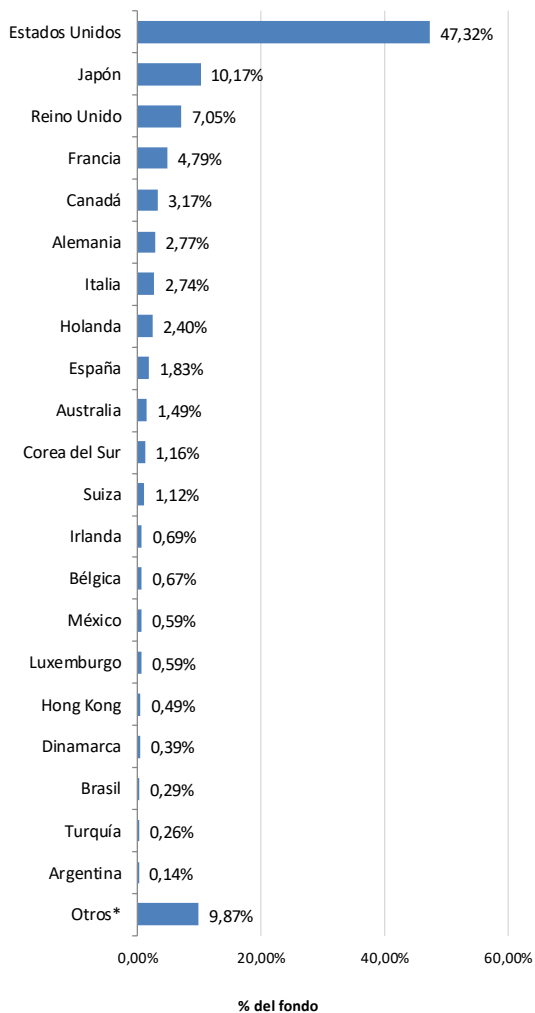 Estados Unidos 47,32%
Japón 10,17%
Reino Unido 7,05%
Francia 4,79%
Canadá 3,17%
Alemania 2,77%
Italia 2,74%
Holanda 2,40%
España 1,83%
Australia 1,49%
Corea del Sur 1,16%
Suiza 1,12%
Irlanda 0,69%
Bélgica 0,67%
México 0,59%
Luxemburgo 0,59%
Hong Kong 0,49%
Dinamarca 0,39%
Brasil 0,29%
Turquía 0,26%
Argentina 0,14%
Otros* 9,87%
0,00% 20,00% 40,00% 60,00%
% del fondo